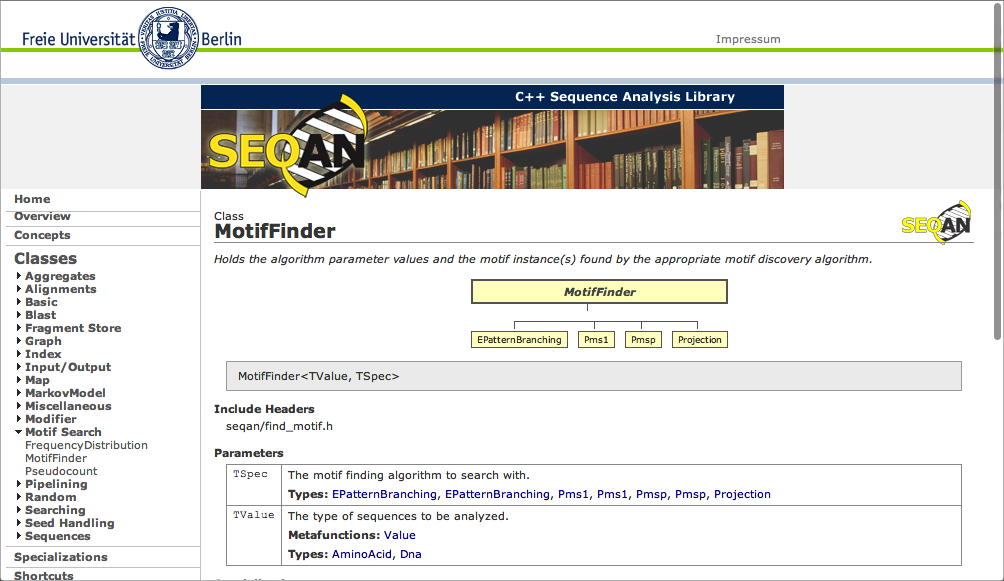 Freie Universität Berlin
Impressum
C++ Sequence Analysis Library
SEQAN
Home
Overview
Concepts
Classes
Aggregates
Alignments
Basic
Blast
Fragment Store
Graph
Index
Input/Output
Map
MarkovModel
Miscellaneous
Modifier
Motif Search
FrequencyDistribution
MotifFinder
Pseudocount
Pipelining
Random
Searching
Seed Handling
Sequences
Specializations
Shortcuts
Class
MotifFinder
SEQAN
Holds the algorithm parameter values and the motif instance(s) found by the appropriate motif discovery algorithm.
MotifFinder
EPatternBranching Pms1 Pmsp Projection
MotifFinder<TValue, TSpec>
Include Headers
seqan/find_motif.h
Parameters
TSpec The motif finding algorithm to search with.
Types: EPatternBranching, EPatternBranching, Pms1, Pms1, Pmsp, Pmsp, Projection
TValue The type of sequences to be analyzed.
Metafunctions: Value
Types: AminoAcid, Dna